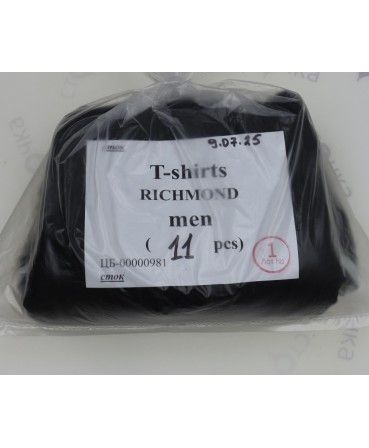 9.07.25
T-shirts
RICHMOND
men
( 11 pcs)
1
ЦБ-00000981
сток